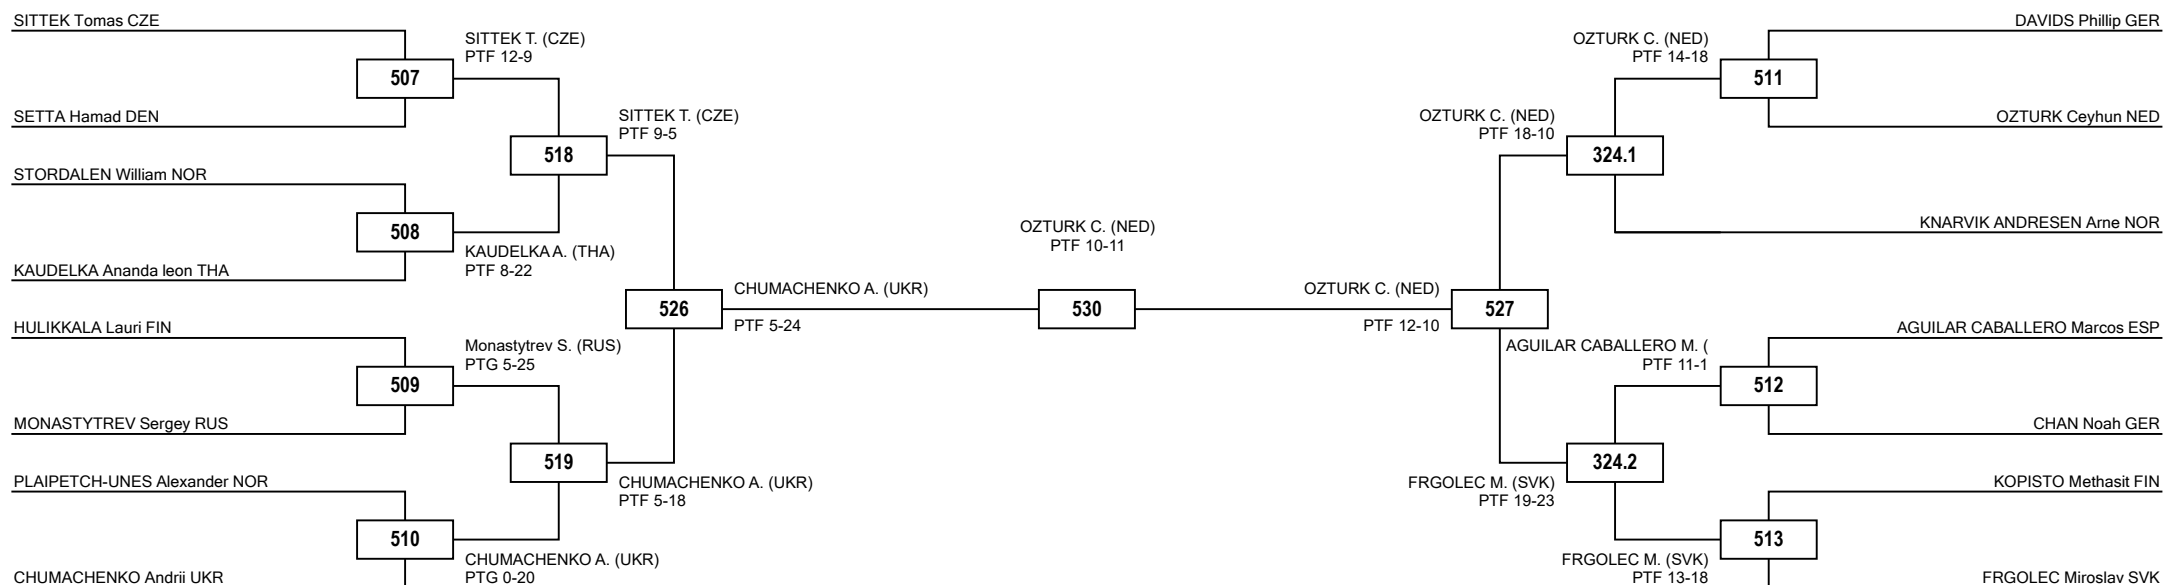 SITTEK Tomas CZE
SITTEK T. (CZE)
PTF 12-9
507
SETTA Hamad DEN
SITTEK T. (CZE)
PTF 9-5
518
STORDALEN William NOR
508
KAUDELKA A. (THA)
PTF 8-22
KAUDELKA Ananda leon THA
526
CHUMACHENKO A. (UKR)
PTF 5-24
HULIKKALA Lauri FIN
Monastytrev S. (RUS)
PTG 5-25
509
MONASTYTREV Sergey RUS
519
CHUMACHENKO A. (UKR)
PTF 5-18
PLAIPETCH-UNES Alexander NOR
510
CHUMACHENKO A. (UKR)
PTG 0-20
CHUMACHENKO Andrii UKR
OZTURK C. (NED)
PTF 10-11
530
DAVIDS Phillip GER
OZTURK C. (NED)
PTF 14-18
511
OZTURK Ceyhun NED
OZTURK C. (NED)
PTF 18-10
324.1
KNARVIK ANDRESEN Arne NOR
OZTURK C. (NED)
PTF 12-10
527
AGUILAR CABALLERO Marcos ESP
AGUILAR CABALLERO M. (
PTF 11-1
512
CHAN Noah GER
324.2
FRGOLEC M. (SVK)
PTF 19-23
KOPISTO Methasit FIN
513
FRGOLEC M. (SVK)
PTF 13-18
FRGOLEC Miroslav SVK